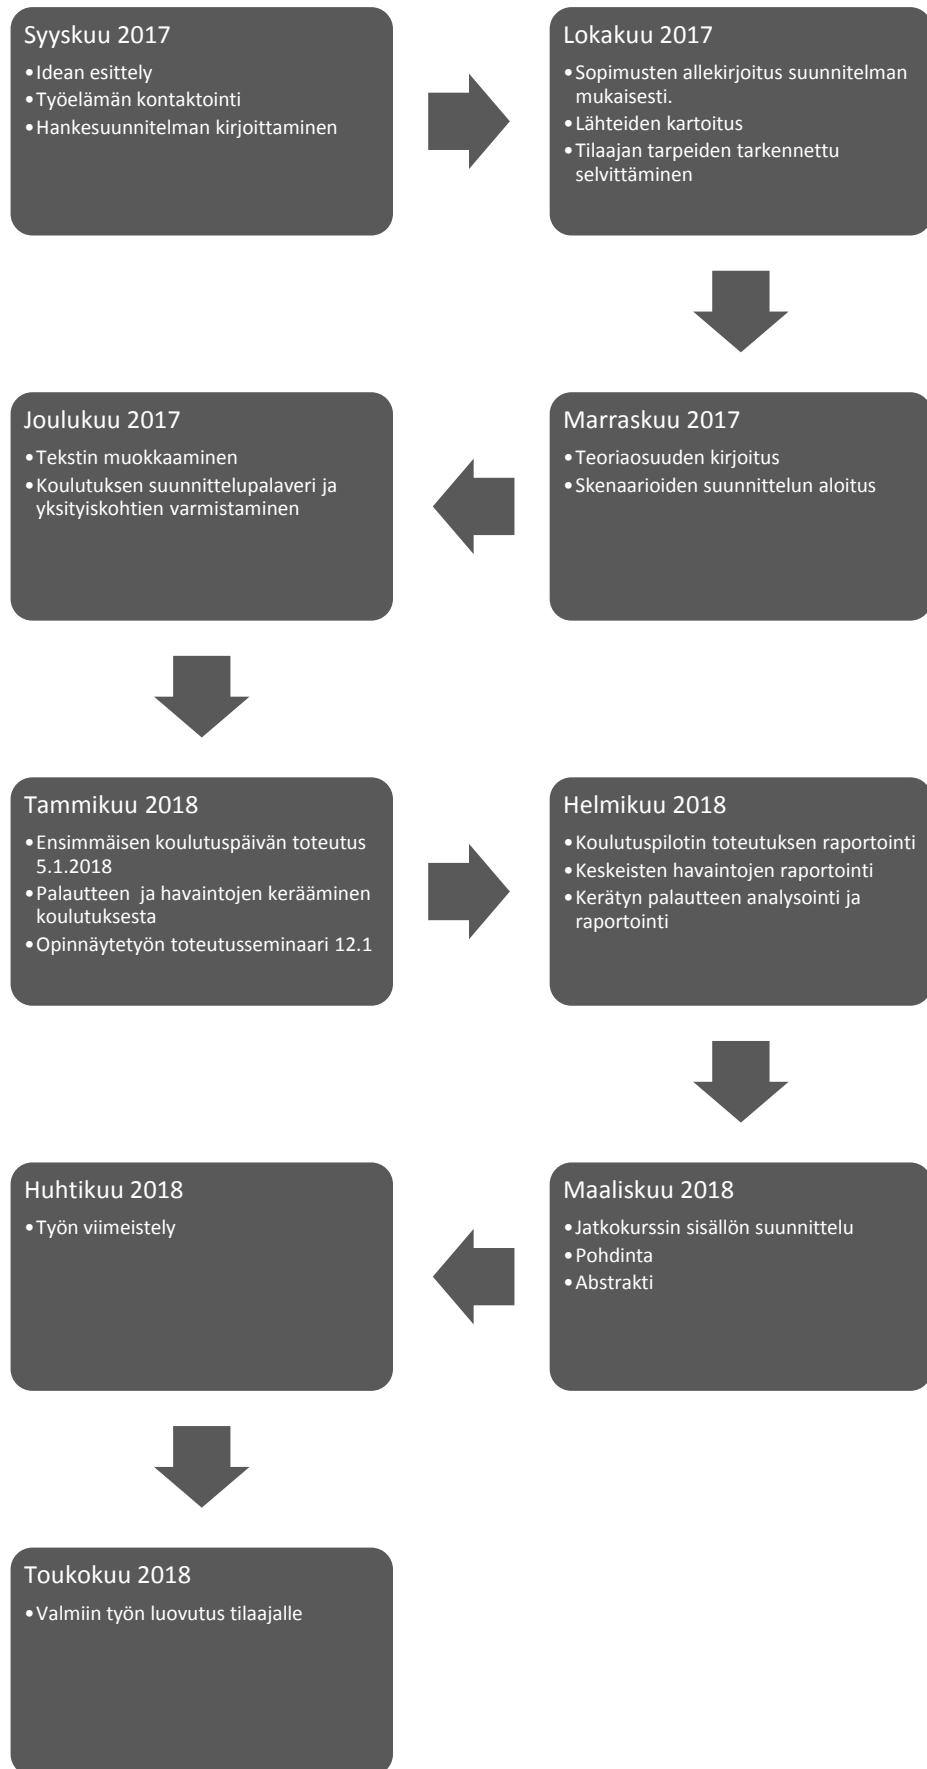 Syyskuu 2017
•Idean esittely
•Työelämän kontaktointi
•Hankesuunnitelman kirjoittaminen
Lokakuu 2017
•Sopimusten allekirjoitus suunnitelman
mukaisesti.
•Lähteiden kartoitus
•Tilaajan tarpeiden tarkennettu
selvittäminen
Marraskuu 2017
•Teoriaosuuden kirjoitus
•Skenaarioiden suunnittelun aloitus
Joulukuu 2017
•Tekstin muokkaaminen
•Koulutuksen suunnittelupalaveri ja
yksityiskohtien varmistaminen
Tammikuu 2018
•Ensimmäisen koulutuspäivän toteutus
5.1.2018
•Palautteen ja havaintojen kerääminen
koulutuksesta
•Opinnäytetyön toteutusseminaari 12.1
Helmikuu 2018
•Koulutuspilotin toteutuksen raportointi
•Keskeisten havaintojen raportointi
•Kerätyn palautteen analysointi ja
raportointi
Maaliskuu 2018
•Jatkokurssin sisällön suunnittelu
•Pohdinta
•Abstrakti
Huhtikuu 2018
•Työn viimeistely
Toukokuu 2018
•Valmiin työn luovutus tilaajalle